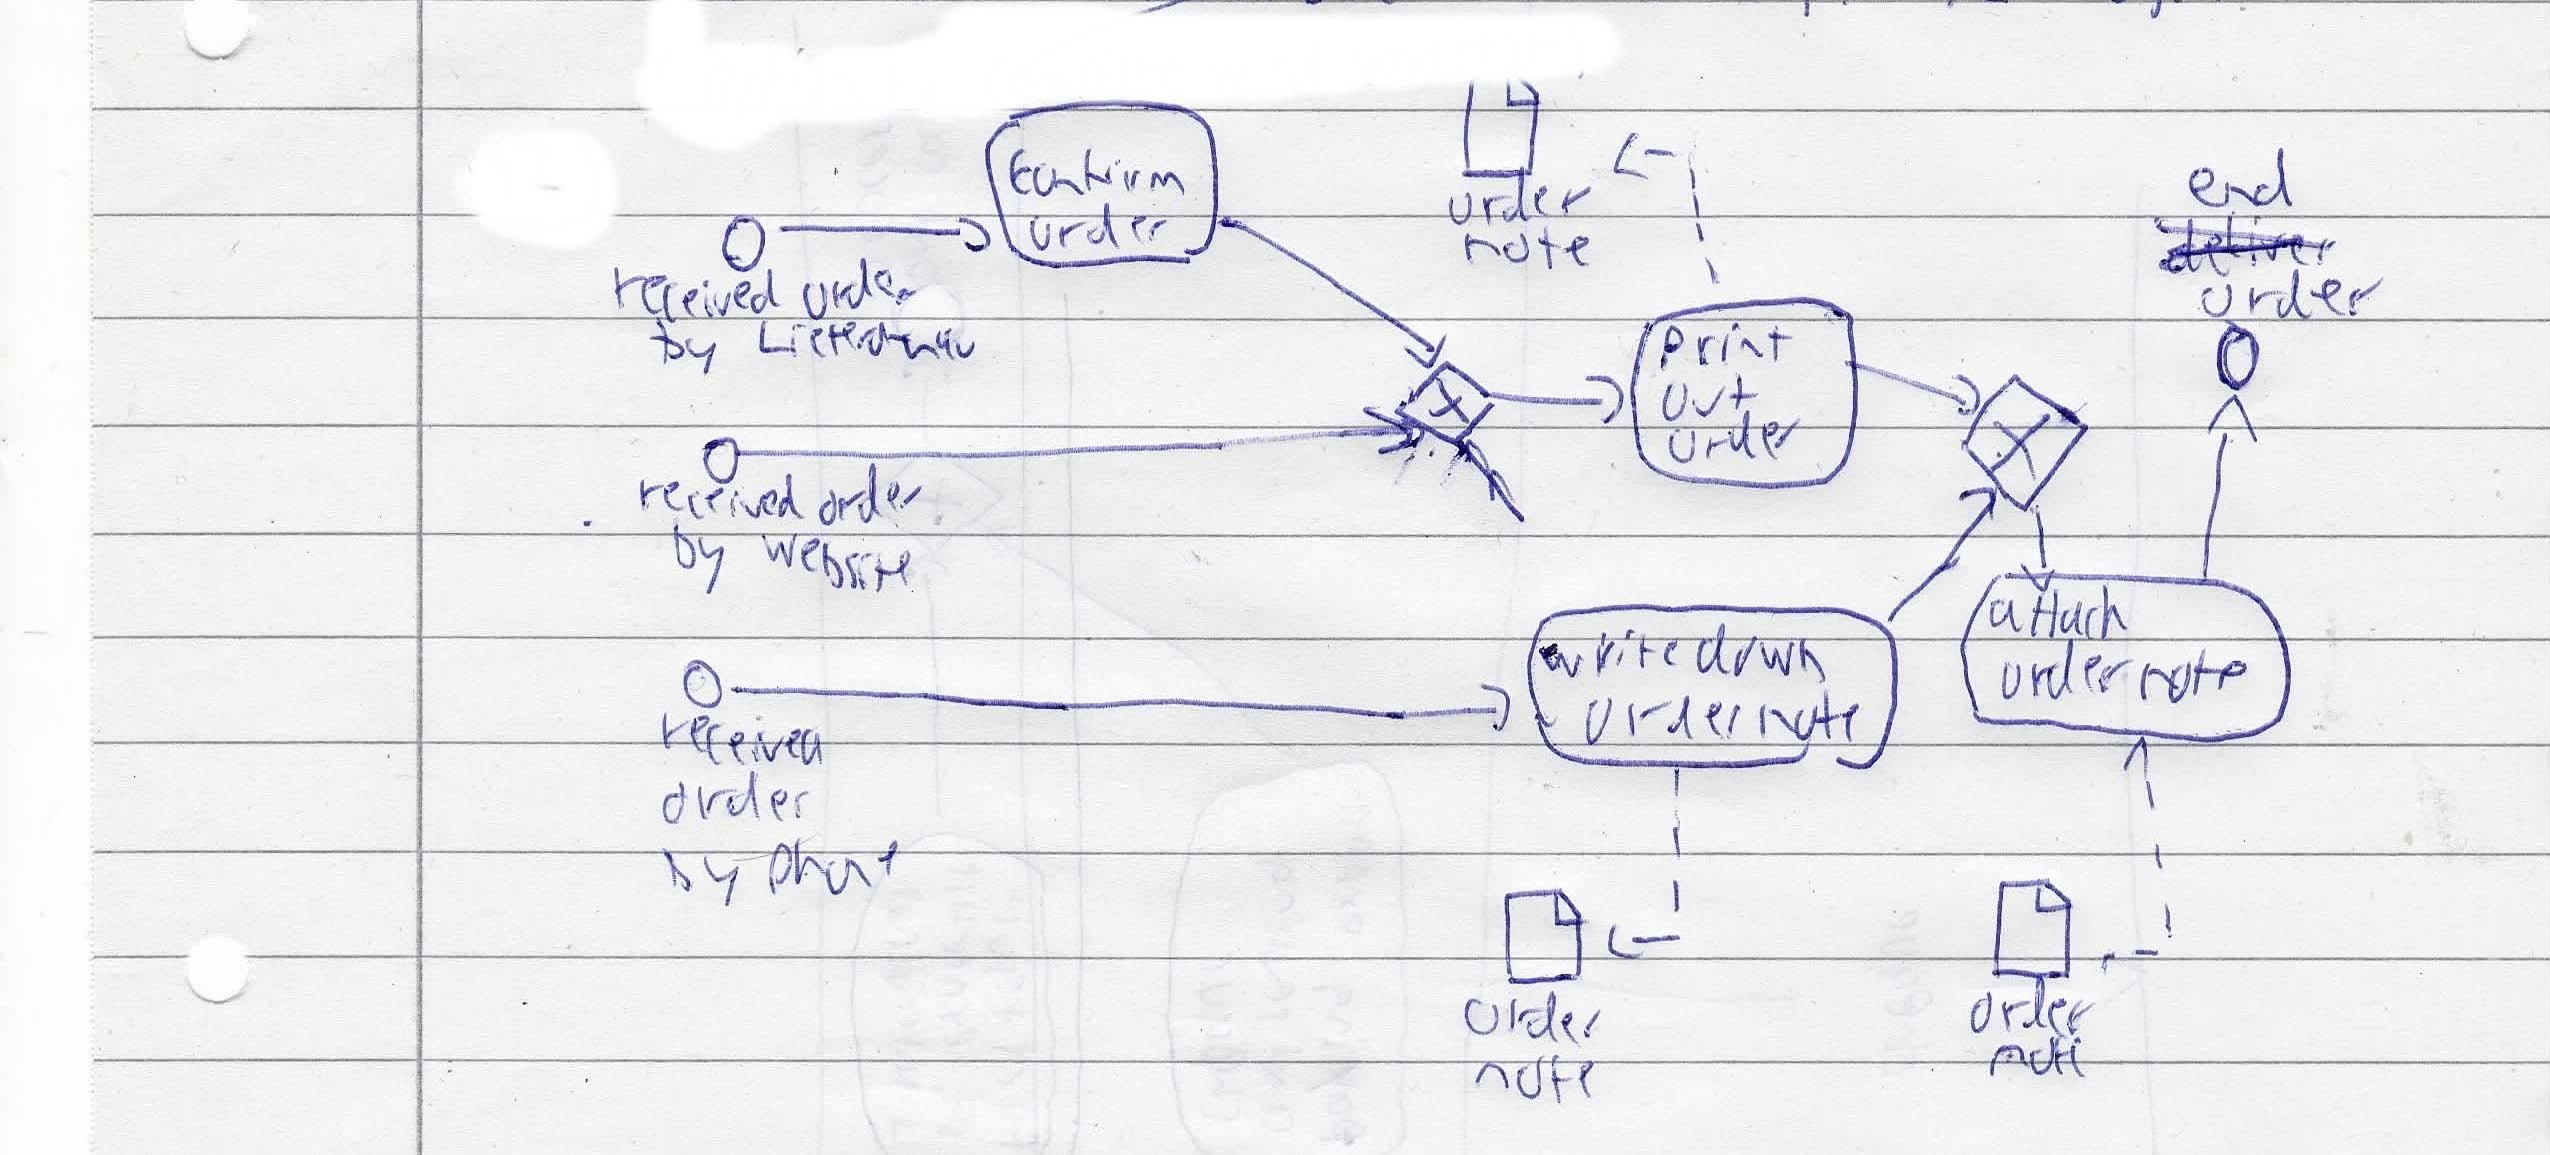 Confirm
order
received order
by Lieferando
received order
by Website
received
order
by Phone
order
note
print
out
order
write down
order note
order
note
end
deliver
order
attach
order note
order
note